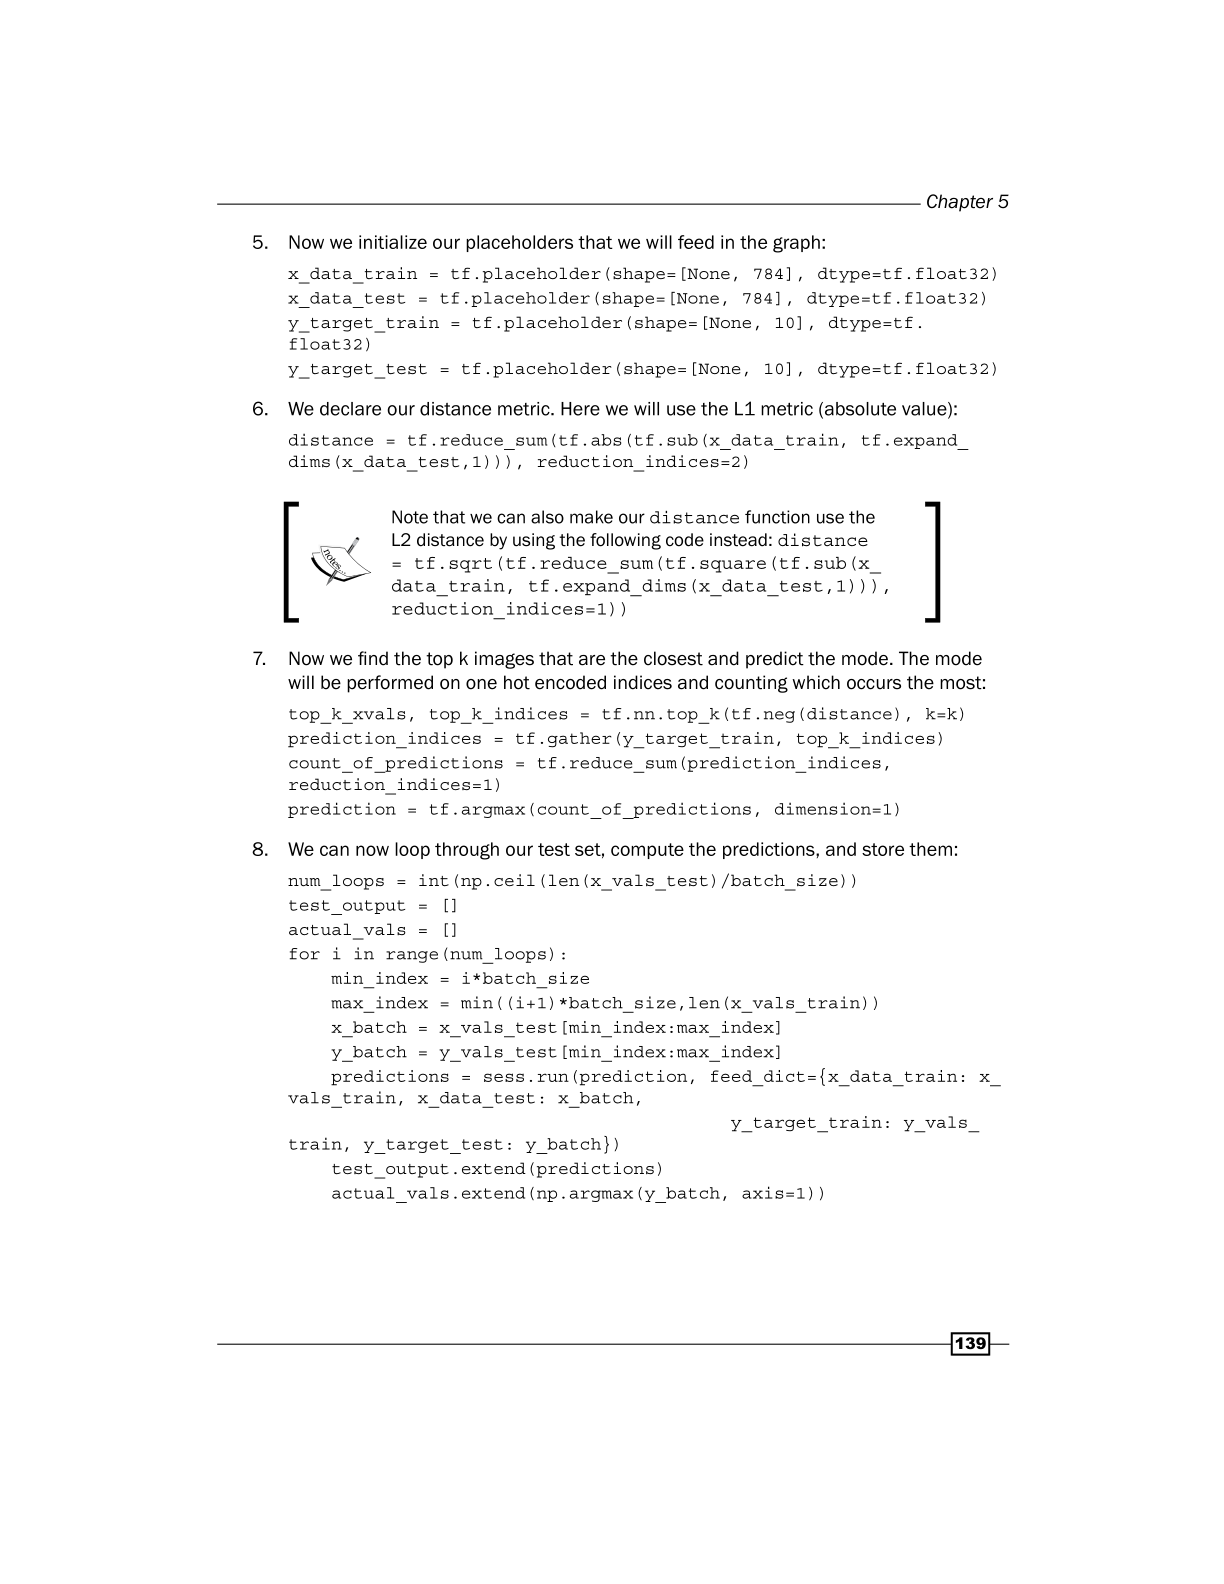 Chapter 5
5. Now we initialize our placeholders that we will feed in the graph:
x_data_train = tf.placeholder(shape=[None, 784], dtype=tf.float32)
x_data_test = tf.placeholder(shape=[None, 784], dtype=tf.float32)
y_target_train = tf.placeholder(shape=[None, 10], dtype=tf.
float32)
y_target_test = tf.placeholder(shape=[None, 10], dtype=tf.float32)
6. We declare our distance metric. Here we will use the L1 metric (absolute value):
distance = tf.reduce_sum(tf.abs(tf.sub(x_data_train, tf.expand_
dims(x_data_test,1))), reduction_indices=2)
notes...
Note that we can also make our distance function use the
L2 distance by using the following code instead: distance
= tf.sqrt(tf.reduce_sum(tf.square(tf.sub(x_
data_train, tf.expand_dims(x_data_test,1))),
reduction_indices=1))
7. Now we find the top k images that are the closest and predict the mode. The mode
will be performed on one hot encoded indices and counting which occurs the most:
top_k_xvals, top_k_indices = tf.nn.top_k(tf.neg(distance), k=k)
prediction_indices = tf.gather(y_target_train, top_k_indices)
count_of_predictions = tf.reduce_sum(prediction_indices,
reduction_indices=1)
prediction = tf.argmax(count_of_predictions, dimension=1)
8. We can now loop through our test set, compute the predictions, and store them:
num_loops = int(np.ceil(len(x_vals_test)/batch_size))
test_output = []
actual_vals = []
for i in range(num_loops):
    min_index = i*batch_size
    max_index = min((i+1)*batch_size,len(x_vals_train))
    x_batch = x_vals_test[min_index:max_index]
    y_batch = y_vals_test[min_index:max_index]
    predictions = sess.run(prediction, feed_dict={x_data_train: x_
vals_train, x_data_test: x_batch,
                                         y_target_train: y_vals_
train, y_target_test: y_batch})
    test_output.extend(predictions)
    actual_vals.extend(np.argmax(y_batch, axis=1))
139